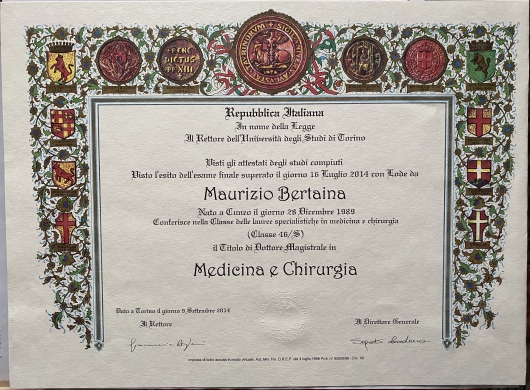 Repubblica Italiana
In nome della Legge
Il Rettore dell'Università degli Studi di Torino
Visti gli attestati degli studi compiuti
Visto l'esito dell'esame finale superato il giorno 16 Luglio 2014 con Lode da
Maurizio Bertaina
Nato a Cuneo il giorno 28 Dicembre 1989
Conferisce nella Classe delle lauree specialistiche in medicina e chirurgia
(Classe 46/S)
il Titolo di Dottore Magistrale in
Medicina e Chirurgia
Dato a Torino il giorno 9, Settembre 2014
Il Rettore
Il Direttore Generale